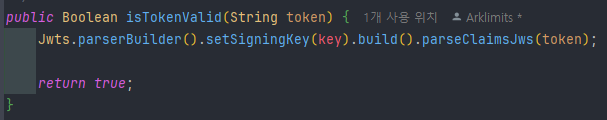 public Boolean isTokenValid(String token) { 1개 사용 위치 Arklimits *
Jwts.parserBuilder().setSigningKey(key).build().parseClaimsJws(token);
return true;
}